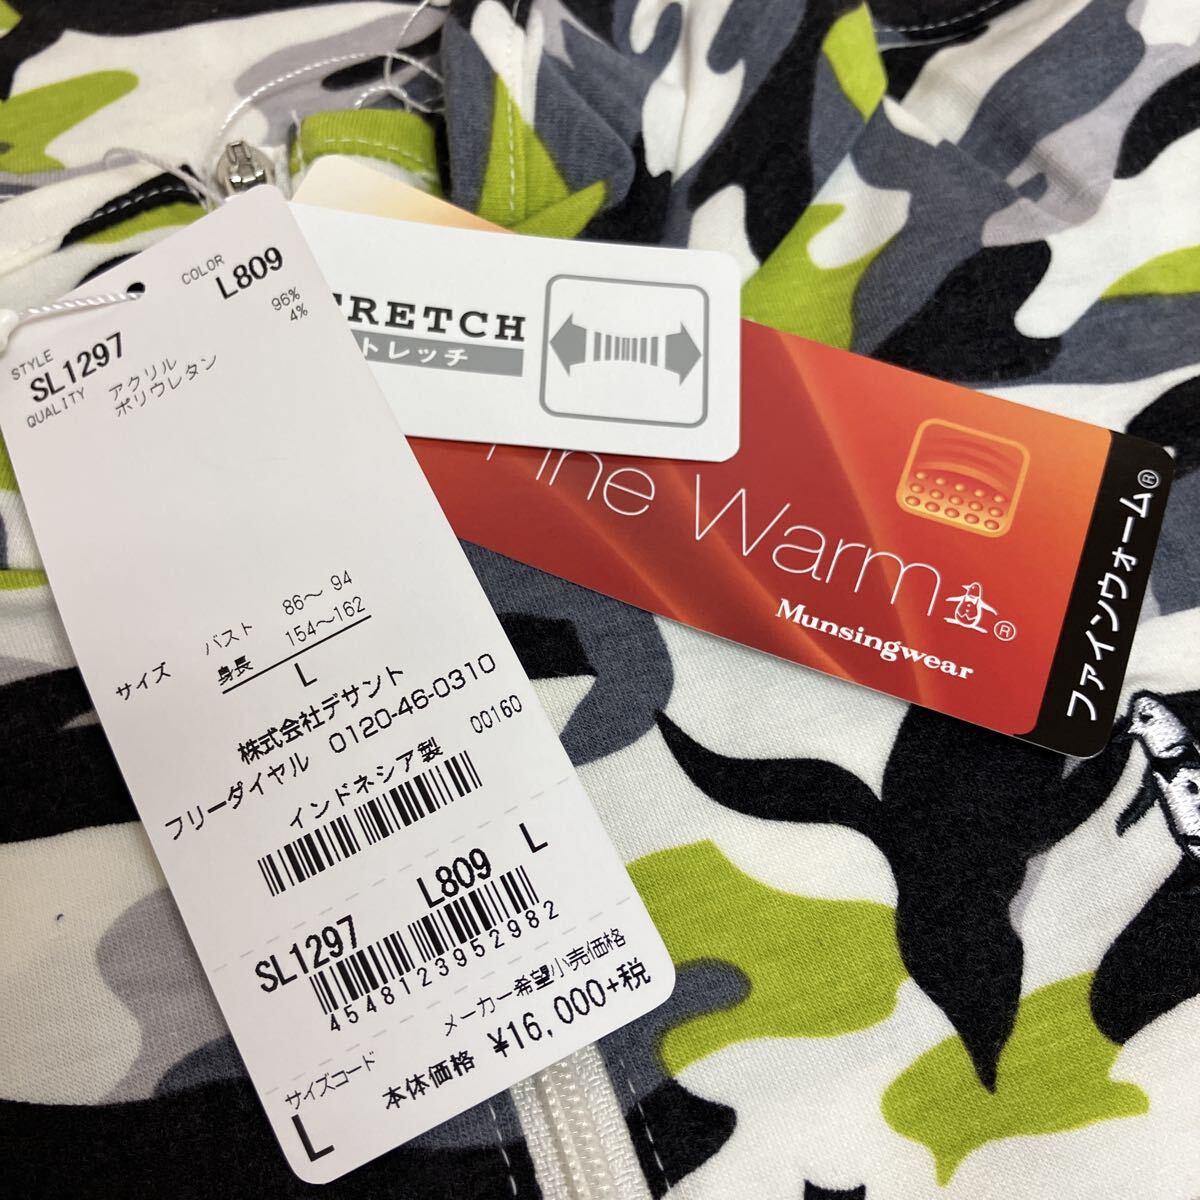 COLOR
L809
STYLE
SL1297
QUALITY
アクリル 96%
ポリウレタン 4%
サイズ
バスト 86〜 94
身長 154〜162
L
株式会社デサント
フリーダイヤル 0120-46-0310
インドネシア製 00160
SL1297 L809 L
4548123952982
メーカー希望小売価格
本体価格 ¥16,000+税
サイズコード
L
TRETCH
トレッチ
Fine Warm
Munsingwear ®
ファインウォーム®